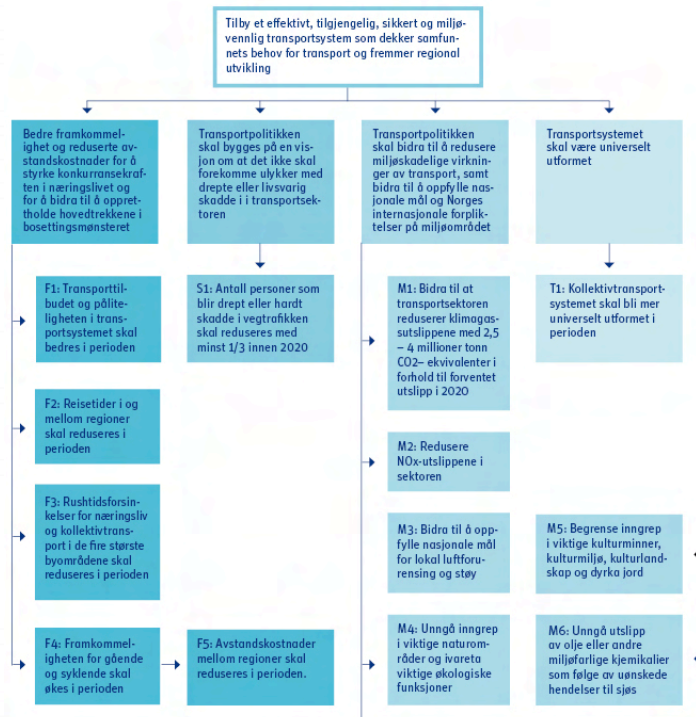 Tilby et effektivt, tilgjengelig, sikkert og miljø-
vennlig transportsystem som dekker samfun-
nets behov for transport og fremmer regional
utvikling
Bedre framkomme-
lighet og reduserte av-
standskostnader for å
styrke konkurransekraf-
ten i næringslivet og
for å bidra til å oppret-
tholde hovedtrekkene i
bosettingsmønsteret
Transportpolitikken
skal bygges på en vis-
jon om at det ikke skal
forekomme ulykker med
drepte eller livsvarig
skadde i i transportsek-
toren
Transportpolitikken
skal bidra til å redusere
miljøskadelige virknin-
ger av transport, samt
bidra til å oppfylle nas-
jonale mål og Norges
internasjonale forplik-
telser på miljøområdet
Transportsystemet
skal være universelt
utformet
F1: Transporttil-
budet og pålite-
ligheten i trans-
portsystemet skal
bedres i perioden
S1: Antall personer som
blir drept eller hardt
skadde i vegtrafikken
skal reduseres med
minst 1/3 innen 2020
M1: Bidra til at
transportsektoren
reduserer klimagas-
sutslippene med 2,5
– 4 millioner tonn
CO2– ekvivalenter i
forhold til forventet
utslipp i 2020
T1: Kollektivtransport-
systemet skal bli mer
universelt utformet i
perioden
F2: Reisetider i og
mellom regioner
skal reduseres i
perioden
M2: Redusere
NOx-utslippene i
sektoren
F3: Rushtidsforsin-
kelser for næringsliv
og kollektivtrans-
port i de fire største
byområdene skal
reduseres i perioden
M3: Bidra til å opp-
fylle nasjonale mål
for lokal luftforu-
rensing og støy
M5: Begrense inngrep
i viktige kulturminner,
kulturmiljø, kulturland-
skap og dyrka jord
F4: Framkomme-
ligheten for gående
og syklende skal
økes i perioden
F5: Avstandskostnader
mellom regioner skal
reduseres i perioden.
M4: Unngå inngrep
i viktige naturom-
råder og ivareta
viktige økologiske
funksjoner
M6: Unngå utslipp
av olje eller andre
miljøfarlige kjemikalier
som følge av uønskede
hendelser til sjøs